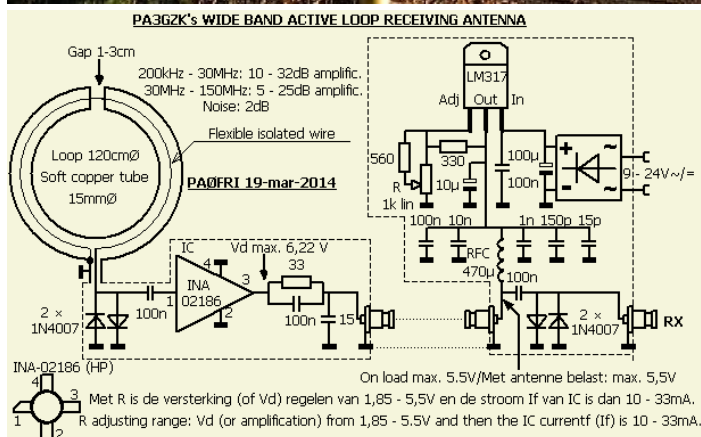 PA3GZK's WIDE BAND ACTIVE LOOP RECEIVING ANTENNA
Gap 1-3cm
200kHz - 30MHz: 10 - 32dB amplific.
30MHz - 150MHz: 5 - 25dB amplific.
Noise: 2dB
Flexible isolated wire
Loop 120cmØ
Soft copper tube
15mmØ
PAØFRI 19-mar-2014
LM317
Adj Out In
560
330
100µ
100n
R
10µ
1k lin
+ ~
- ~
9 - 24V~/=
100n 10n 1n 150p 15p
RFC
470µ
100n
IC
Vd max. 6,22 V
33
INA
02186
1
2
3
4
100n
100n
15
2 ×
1N4007
2 ×
1N4007
RX
INA-02186 (HP)
4
3
1
2
On load max. 5.5V/Met antenne belast: max. 5,5V
Met R is de versterking (of Vd) regelen van 1,85 - 5,5V en de stroom If van IC is dan 10 - 33mA.
R adjusting range: Vd (or amplification) from 1,85 - 5.5V and then the IC currentf (If) is 10 - 33mA.